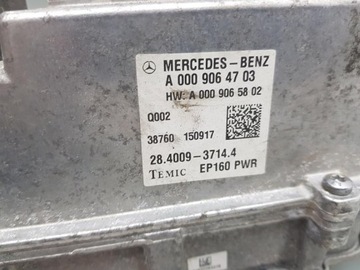 MERCEDES-BENZ
A 000 906 47 03
HW: A 000 906 58 02
Q002
38760 150917
28.4009-3714.4
TEMIC EP160 PWR